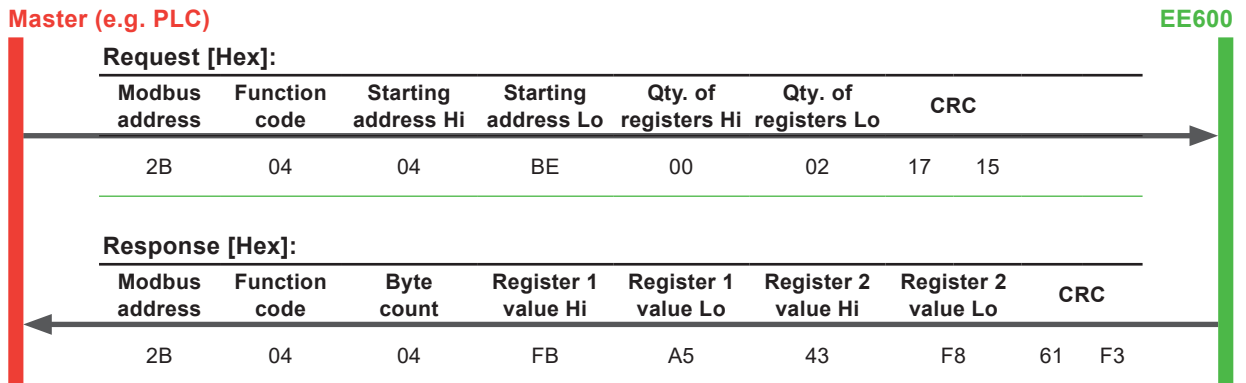 Master (e.g. PLC) EE600
Request [Hex]:
Modbus Function Starting Starting Qty. of Qty. of CRC
address code address Hi address Lo registers Hi registers Lo
2B 04 04 BE 00 02 17 15
Response [Hex]:
Modbus Function Byte Register 1 Register 1 Register 2 Register 2 CRC
address code count value Hi value Lo value Hi value Lo
2B 04 04 FB A5 43 F8 61 F3